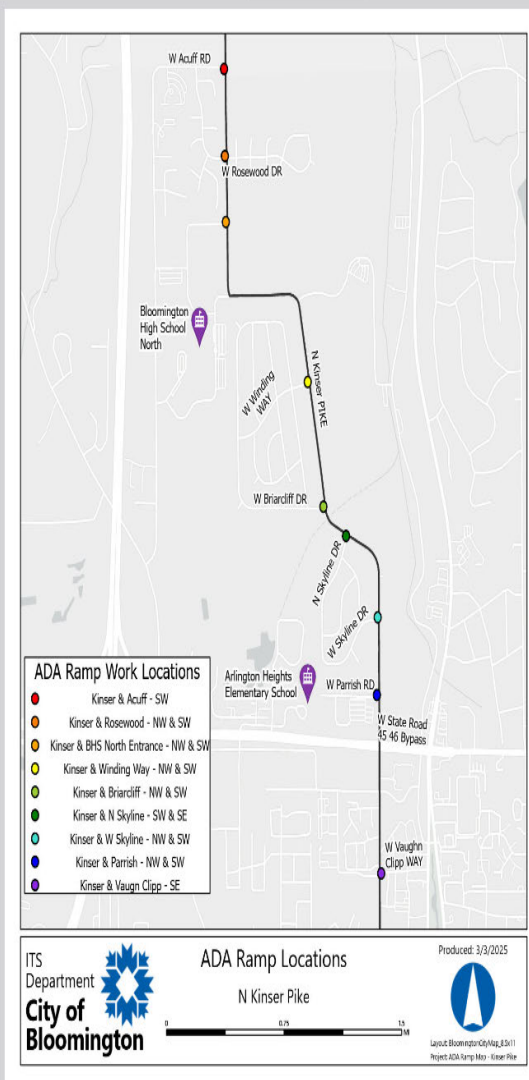 W Acuff RD
W Rosewood DR
Bloomington
High School
North
N Kinser PIKE
W Winding
WAY
W Briarcliff DR
N Skyline DR
W Skyline DR
Arlington Heights
Elementary School
W Parrish RD
W State Road
45 46 Bypass
W Vaughn
Clipp WAY
ADA Ramp Work Locations
Kinser & Acuff - SW
Kinser & Rosewood - NW & SW
Kinser & BHS North Entrance - NW & SW
Kinser & Winding Way - NW & SW
Kinser & Briarcliff - NW & SW
Kinser & N Skyline - SW & SE
Kinser & W Skyline - NW & SW
Kinser & Parrish - NW & SW
Kinser & Vaugn Clipp - SE
ITS
Department
City of
Bloomington
ADA Ramp Locations
N Kinser Pike
0 0.75 1.5
MI
Produced: 3/3/2025
Layout: BloomingtonCityMap_8.5x11
Project: ADA Ramp Map - Kinser Pike